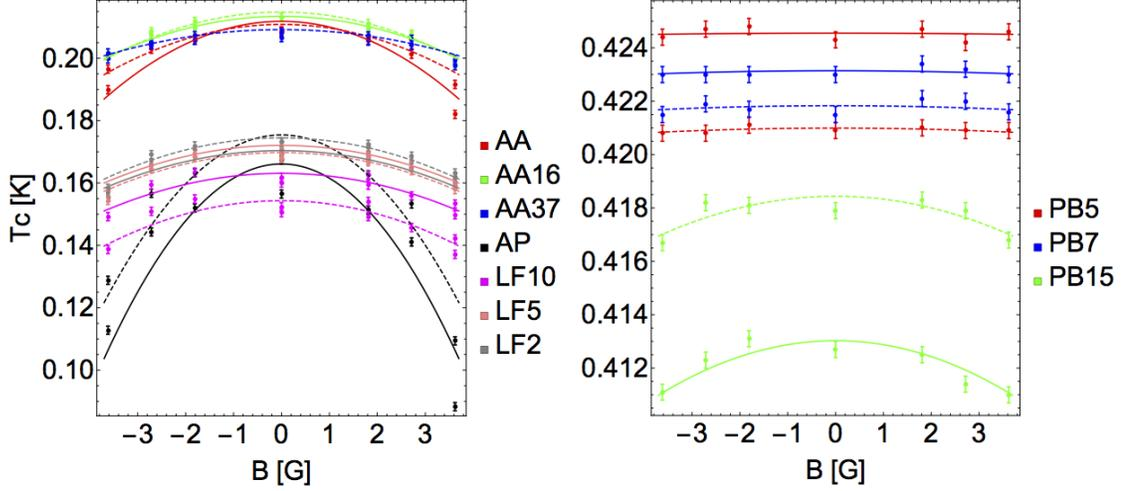 Tc [K]
0.20
0.18
0.16
0.14
0.12
0.10
−3 −2 −1 0 1 2 3
B [G]
AA
AA16
AA37
AP
LF10
LF5
LF2
0.424
0.422
0.420
0.418
0.416
0.414
0.412
−3 −2 −1 0 1 2 3
B [G]
PB5
PB7
PB15